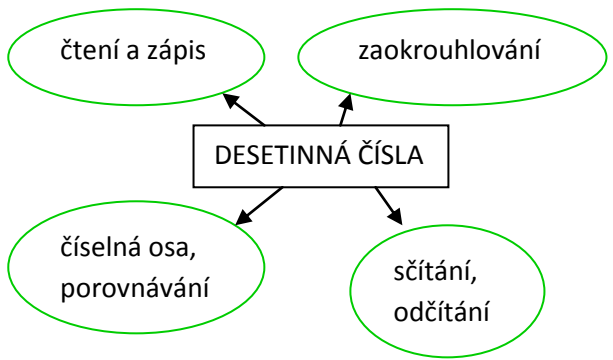 čtení a zápis
zaokrouhlování
DESETINNÁ ČÍSLA
číselná osa,
porovnávání
sčítání,
odčítání